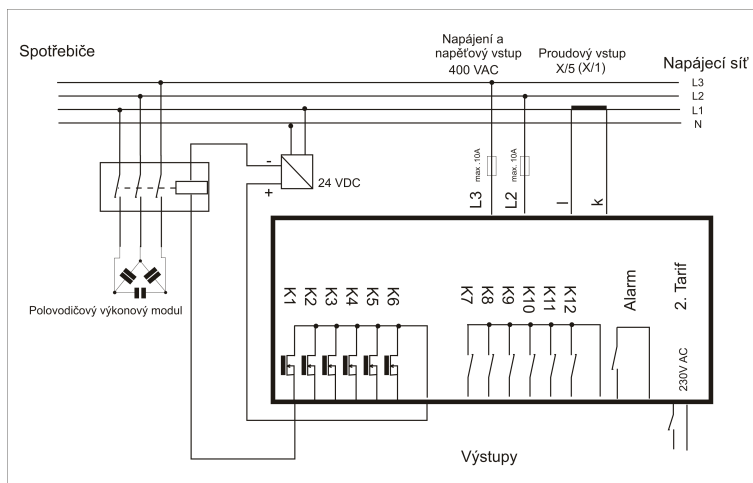 Spotřebiče
Napájení a
napěťový vstup
400 VAC
Proudový vstup
X/5 (X/1)
Napájecí síť
L3
L2
L1
N
-
+
24 VDC
L3
max. 10A
L2
max. 10A
l
k
Polovodičový výkonový modul
K1
K2
K3
K4
K5
K6
K7
K8
K9
K10
K11
K12
Alarm
2. Tarif
230V AC
Výstupy